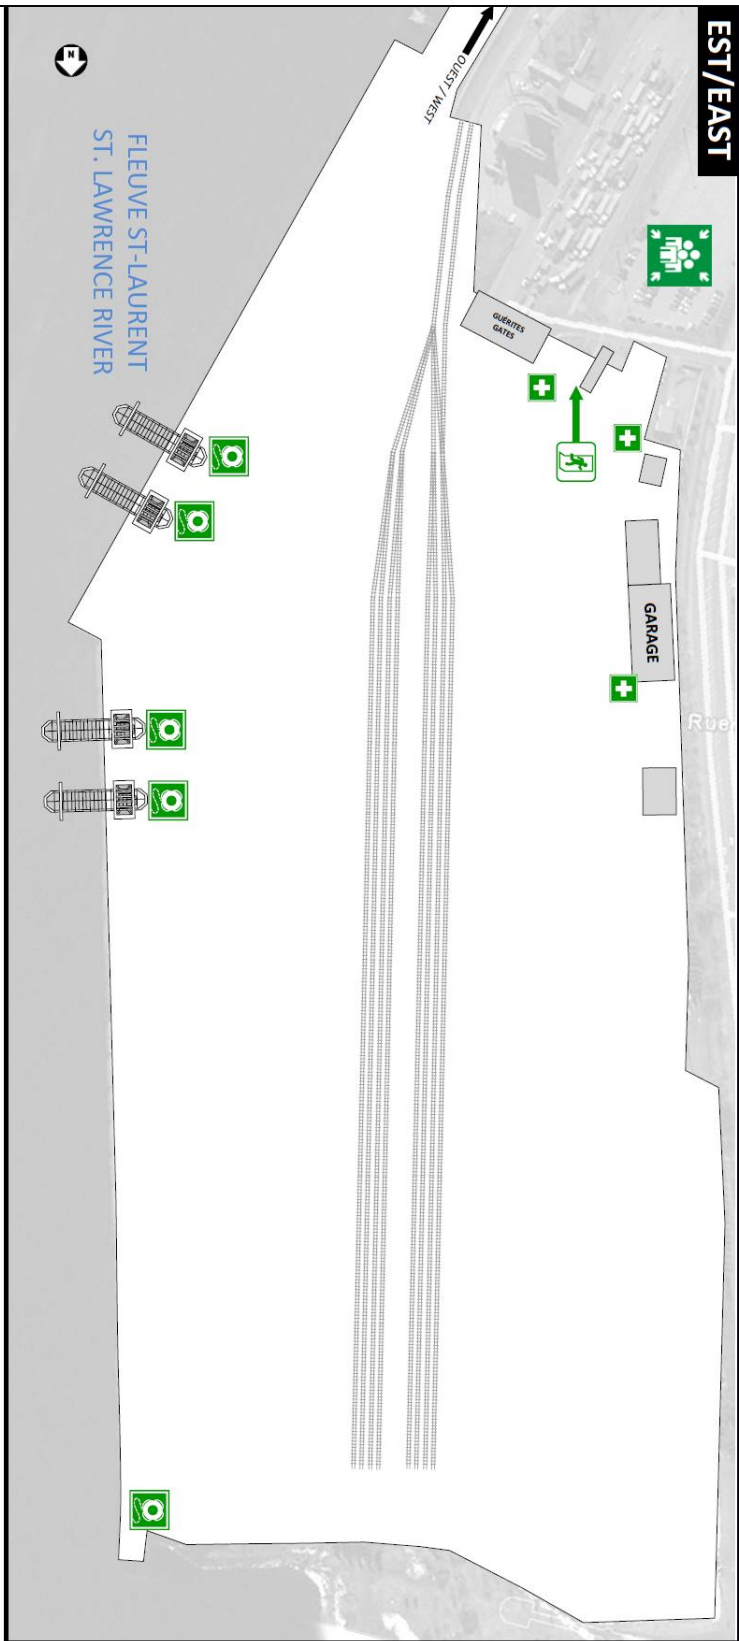 EST/EAST
OUEST / WEST
N
FLEUVE ST-LAURENT
ST. LAWRENCE RIVER
GUÉRITES
GATES
GARAGE
Rue